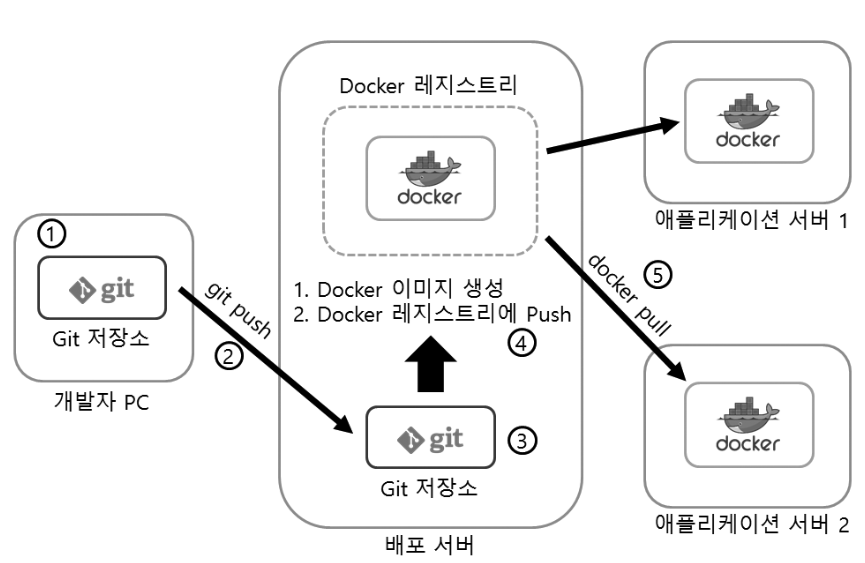 Docker 레지스트리
docker
docker
애플리케이션 서버 1
①
git
Git 저장소
개발자 PC
git push
②
1. Docker 이미지 생성
2. Docker 레지스트리에 Push
④
docker pull
⑤
git
③
Git 저장소
배포 서버
docker
애플리케이션 서버 2